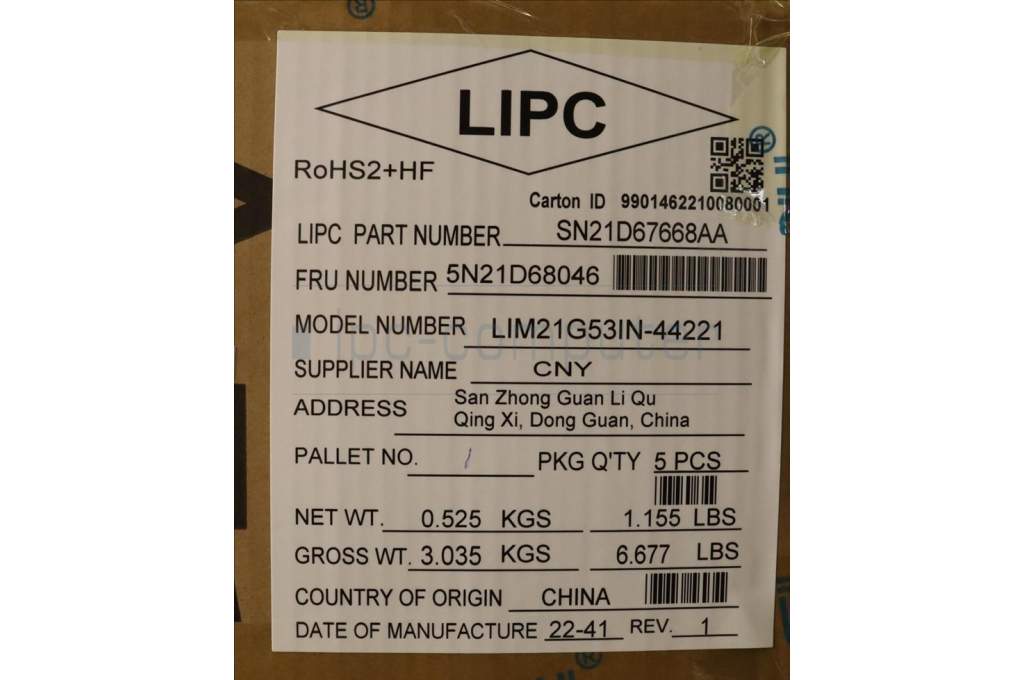 LIPC
RoHS2+HF
Carton ID 9901462210080001
LIPC PART NUMBER SN21D67668AA
FRU NUMBER 5N21D68046
MODEL NUMBER LIM21G53IN-44221
ipc-computer
SUPPLIER NAME CNY
ADDRESS San Zhong Guan Li Qu
Qing Xi, Dong Guan, China
PALLET NO. 1 PKG Q'TY 5 PCS
NET WT. 0.525 KGS 1.155 LBS
GROSS WT. 3.035 KGS 6.677 LBS
COUNTRY OF ORIGIN CHINA
DATE OF MANUFACTURE 22-41 REV. 1